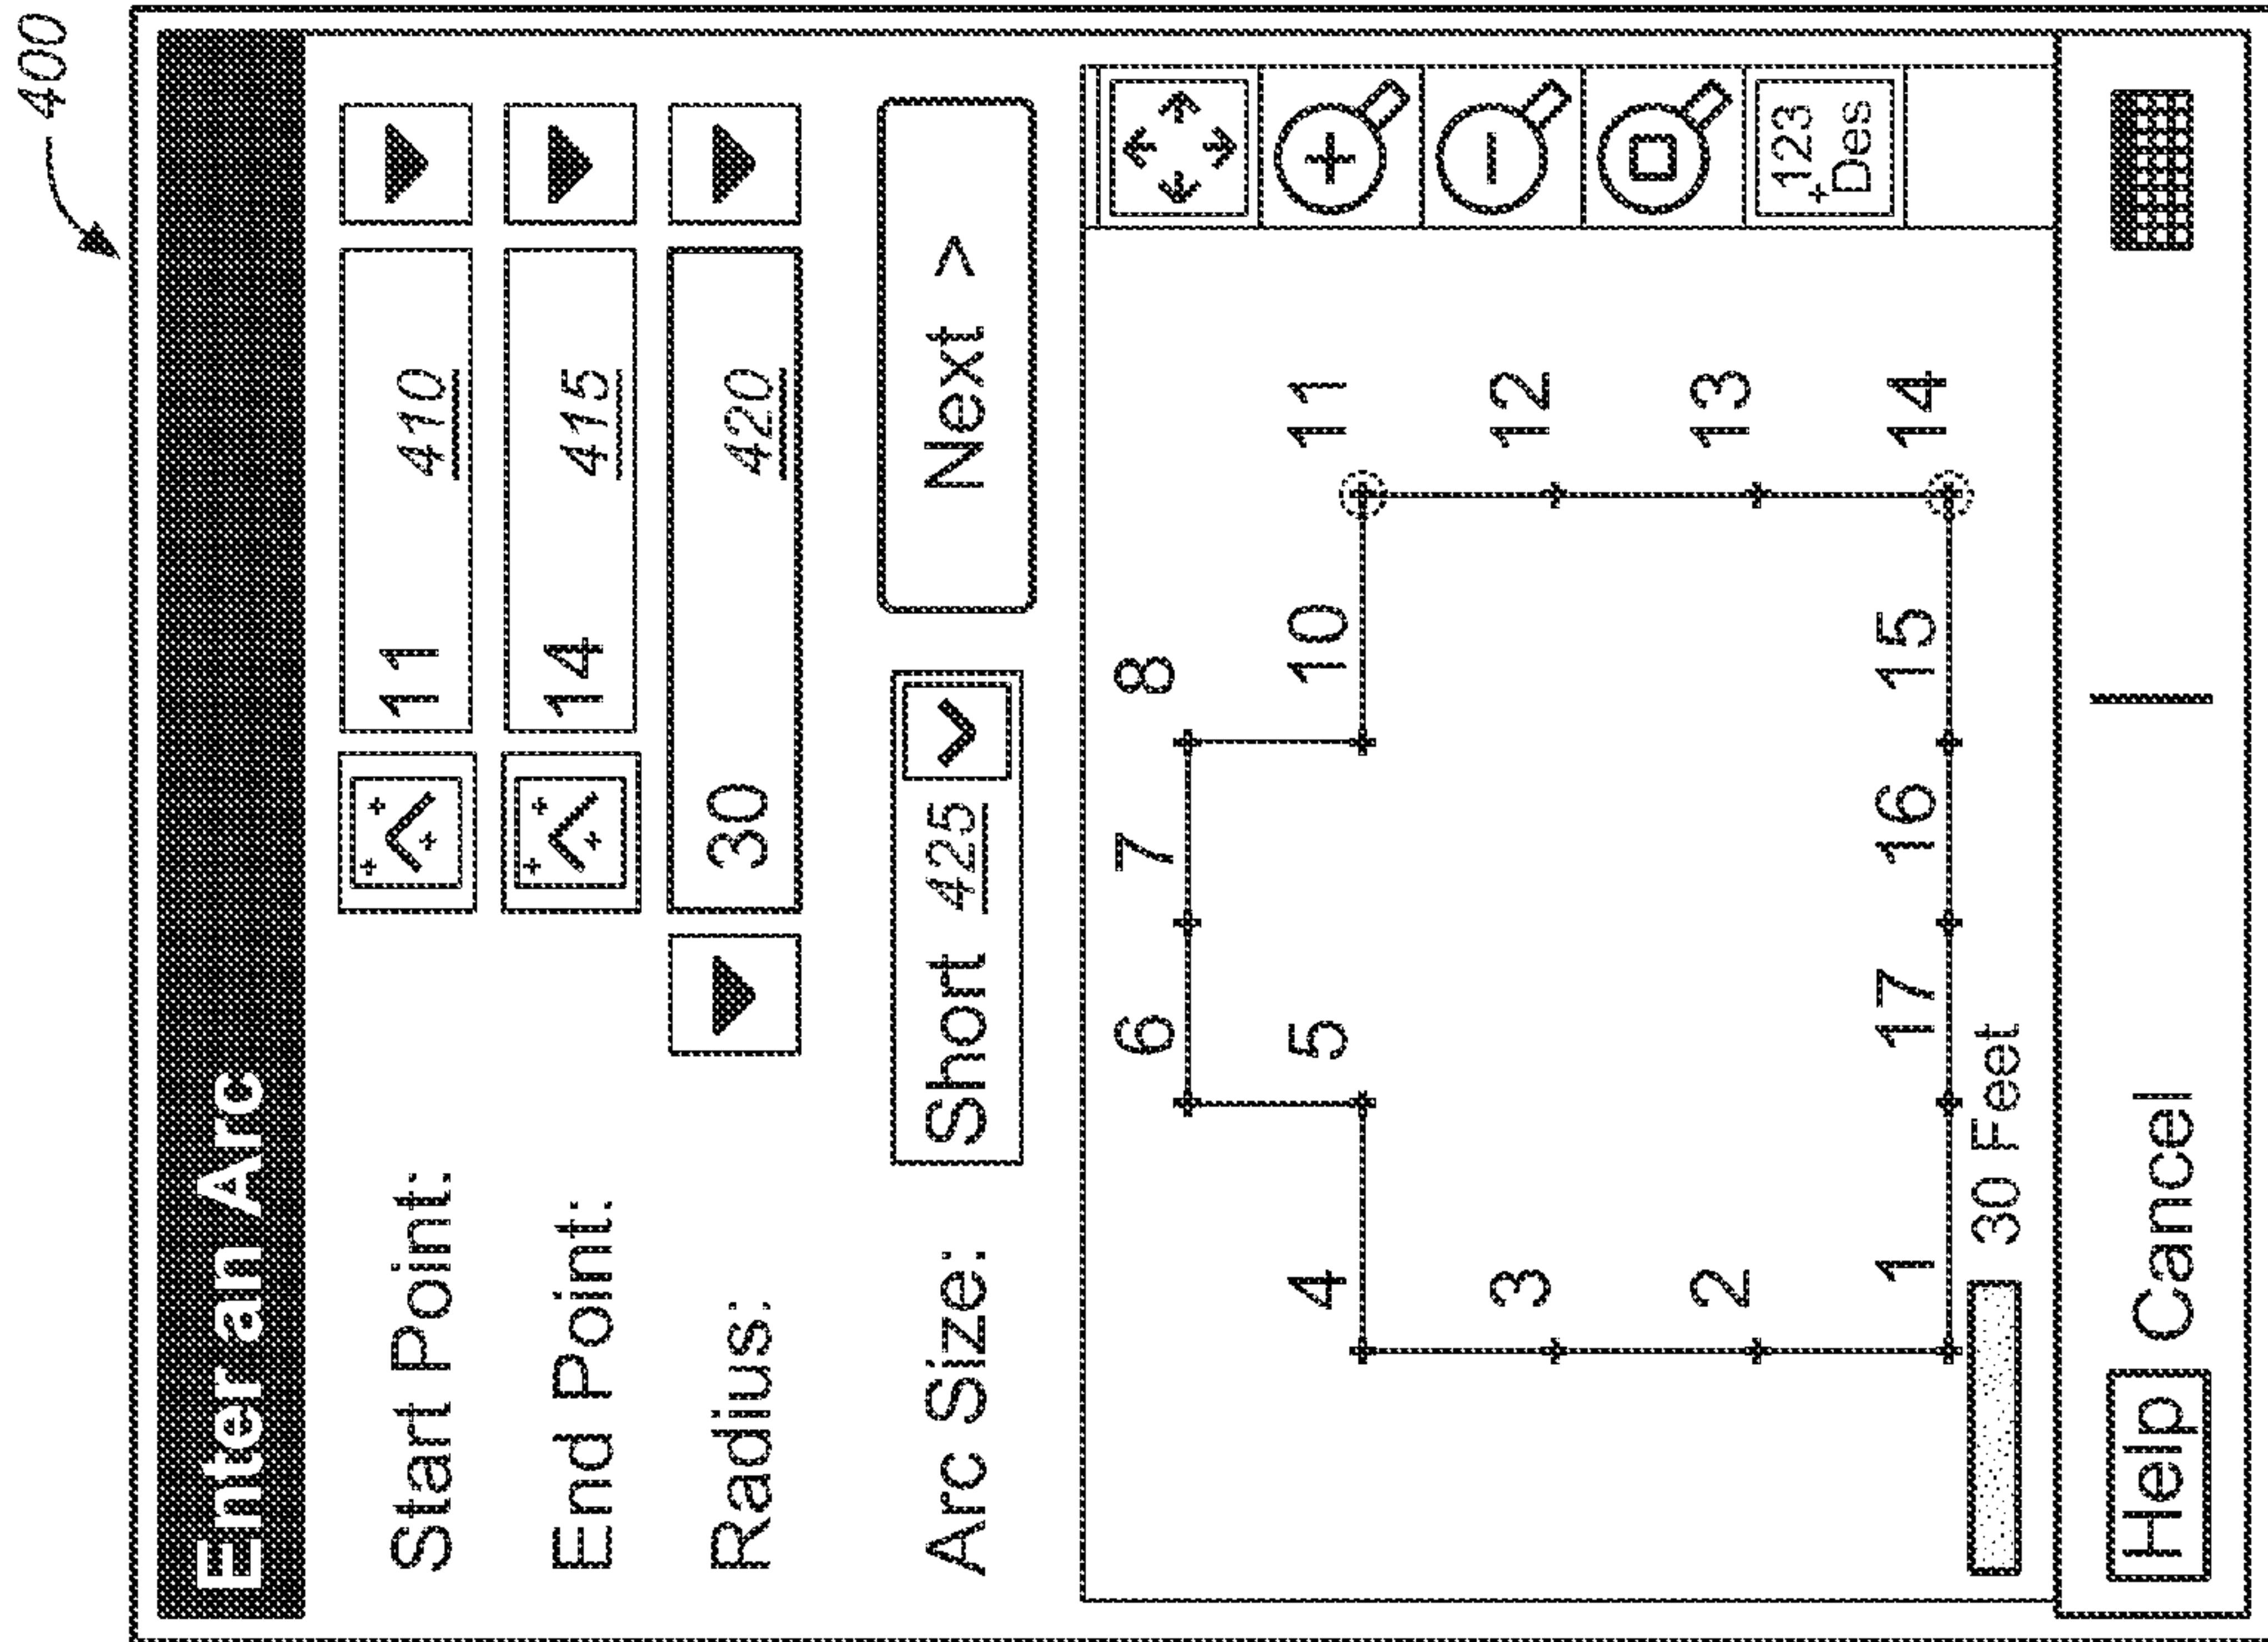 400
Enter an Arc
Start Point: 11 410
End Point: 14 415
Radius: 30 420
Arc Size: Short 425 Next >
6 7 8
4 5 10 11
3 12
2 13
1 17 16 15 14
30 Feet
123
Des
Help Cancel